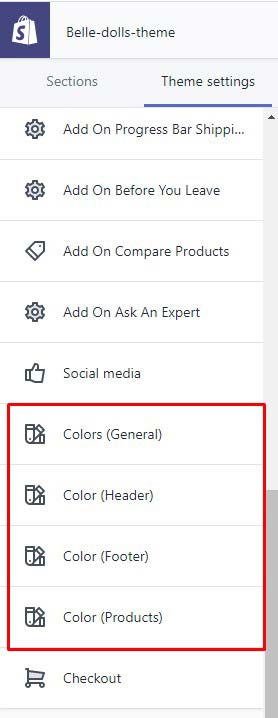 Belle-dolls-theme
Sections Theme settings
Add On Progress Bar Shippi...
Add On Before You Leave
Add On Compare Products
Add On Ask An Expert
Social media
Colors (General)
Color (Header)
Color (Footer)
Color (Products)
Checkout